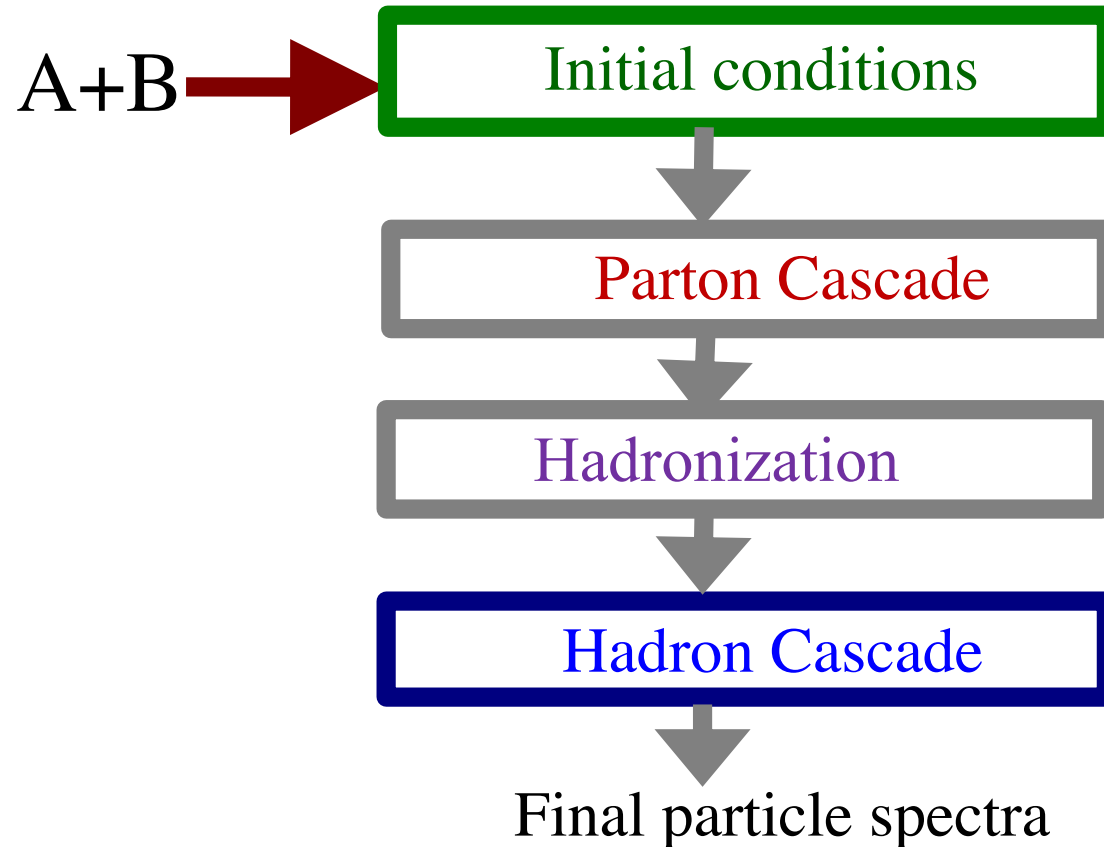 A+B
Initial conditions
Parton Cascade
Hadronization
Hadron Cascade
Final particle spectra